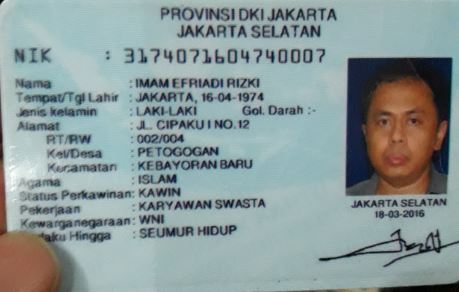 PROVINSI DKI JAKARTA
JAKARTA SELATAN
NIK : 3174071604740007
Nama : IMAM EFRIADI RIZKI
Tempat/Tgl Lahir : JAKARTA, 16-04-1974
Jenis kelamin : LAKI-LAKI Gol. Darah :-
Alamat : JL. CIPAKU I NO.12
RT/RW : 002/004
Kel/Desa : PETOGOGAN
Kecamatan : KEBAYORAN BARU
Agama : ISLAM
Status Perkawinan: KAWIN
Pekerjaan : KARYAWAN SWASTA
Kewarganegaraan: WNI
Hingga : SEUMUR HIDUP
JAKARTA SELATAN
18-03-2016